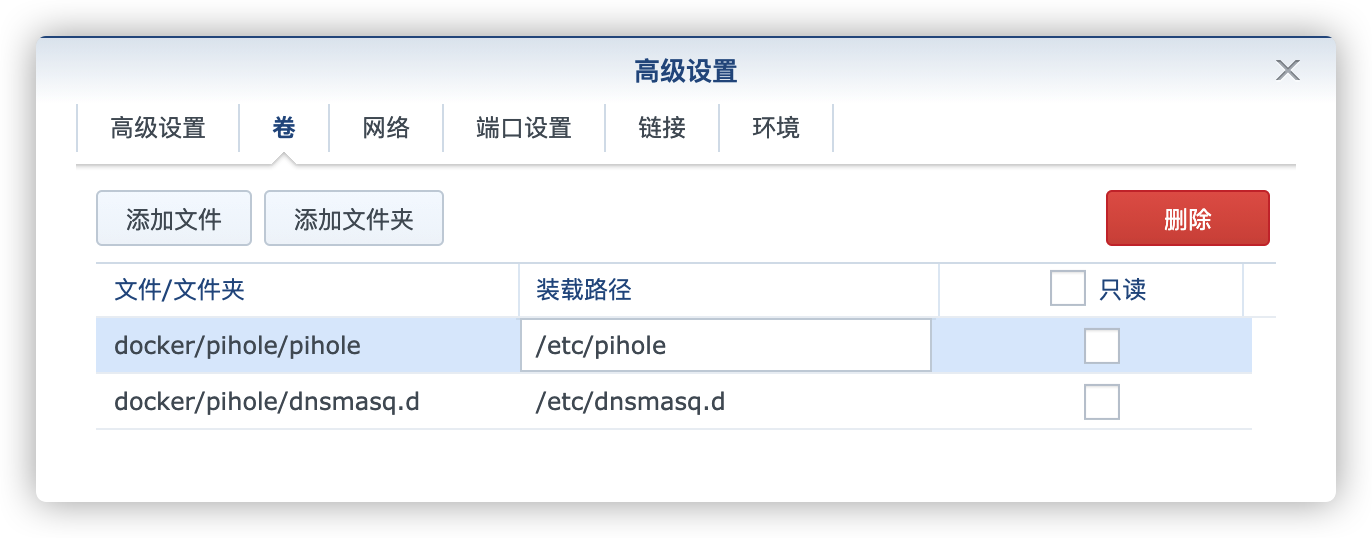 高级设置
高级设置 卷 网络 端口设置 链接 环境
添加文件 添加文件夹 删除
文件/文件夹 装载路径 只读
docker/pihole/pihole /etc/pihole
docker/pihole/dnsmasq.d /etc/dnsmasq.d